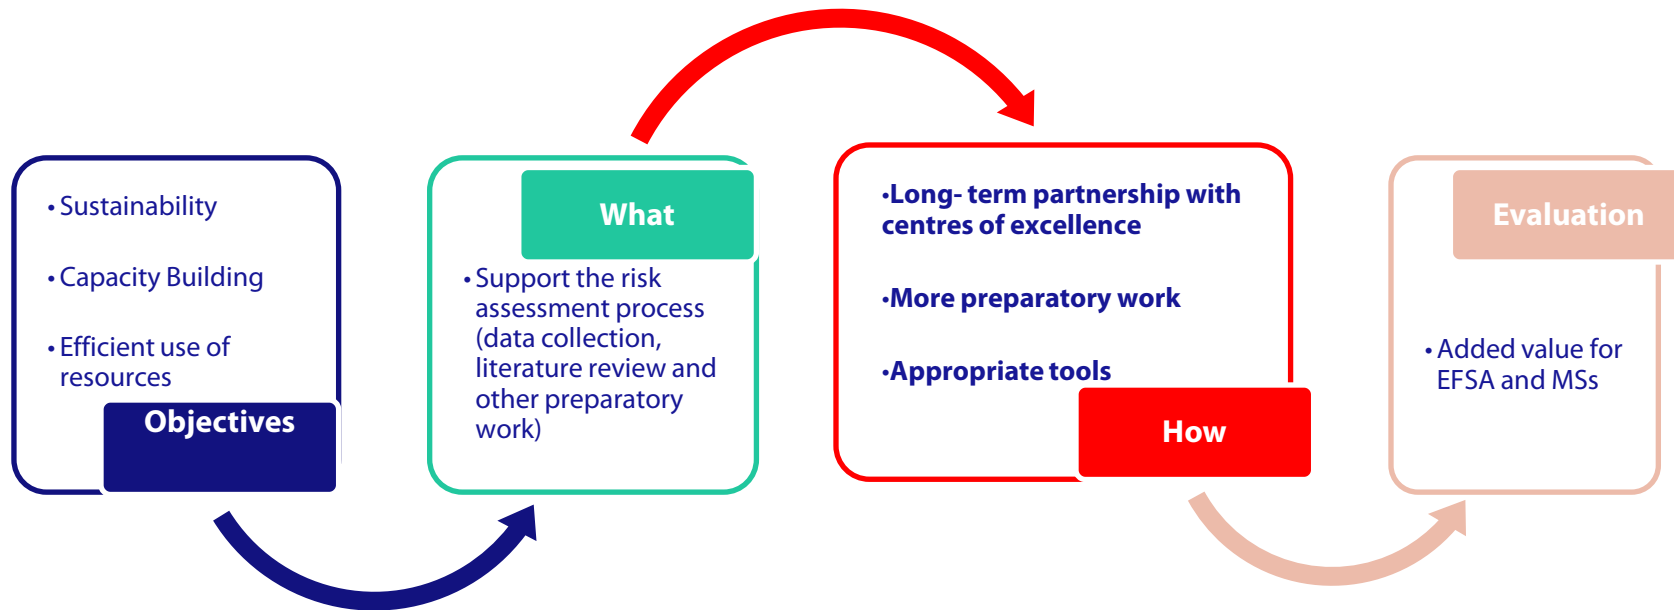 • Sustainability
• Capacity Building
• Efficient use of
resources
Objectives
What
• Support the risk
assessment process
(data collection,
literature review and
other preparatory
work)
•Long- term partnership with
centres of excellence
•More preparatory work
•Appropriate tools
How
Evaluation
• Added value for
EFSA and MSs